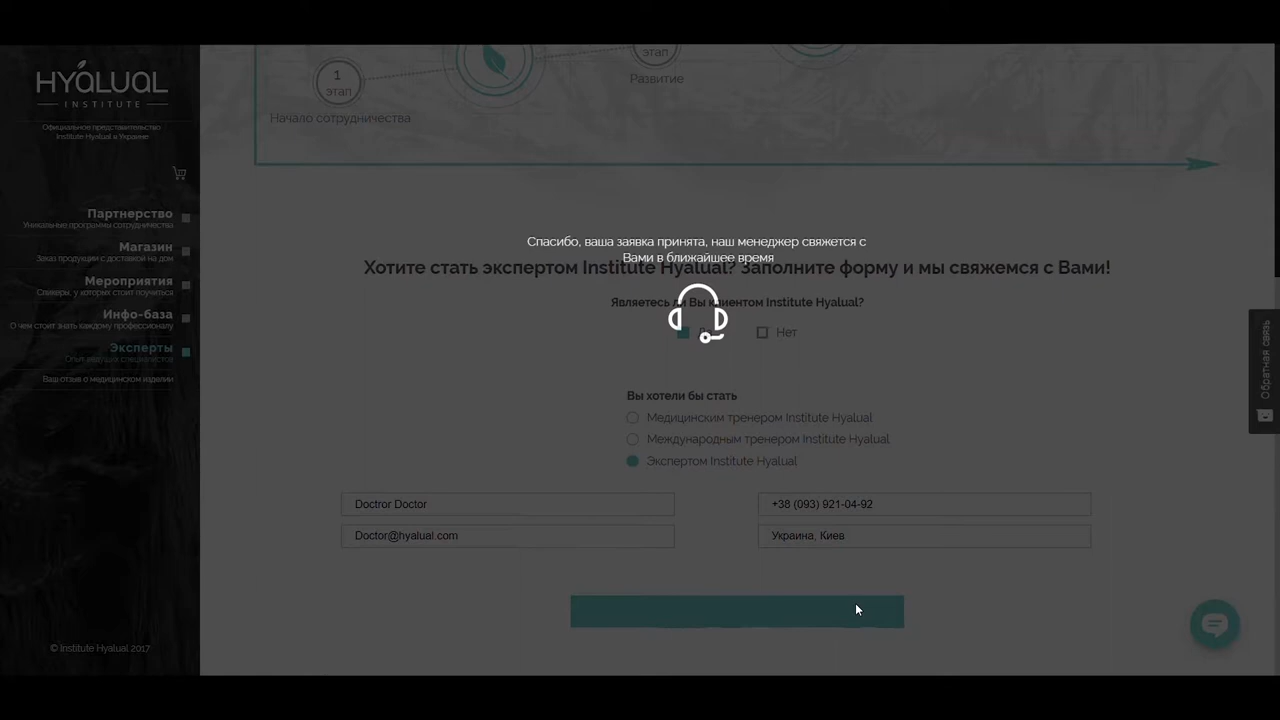 HYALUAL
INSTITUTE
Официальное представительство
Institute Hyalual в Украине
Партнерство
Уникальные программы сотрудничества
Магазин
Заказ продукции с доставкой на дом
Мероприятия
Спикеры, у которых стоит поучиться
Инфо-база
О чем стоит знать каждому профессионалу
Эксперты
Опыт ведущих специалистов
Ваш отзыв о медицинском изделии
© Institute Hyalual 2017
1
этап
Начало сотрудничества
этап
Развитие
Спасибо, ваша заявка принята, наш менеджер свяжется с
Вами в ближайшее время
Хотите стать экспертом Institute Hyalual? Заполните форму и мы свяжемся с Вами!
Являетесь ли Вы клиентом Institute Hyalual?
Да
Нет
Вы хотели бы стать
Медицинским тренером Institute Hyalual
Международным тренером Institute Hyalual
Экспертом Institute Hyalual
Doctror Doctor
+38 (093) 921-04-92
Doctor@hyalual.com
Украина, Киев
Обратная связь